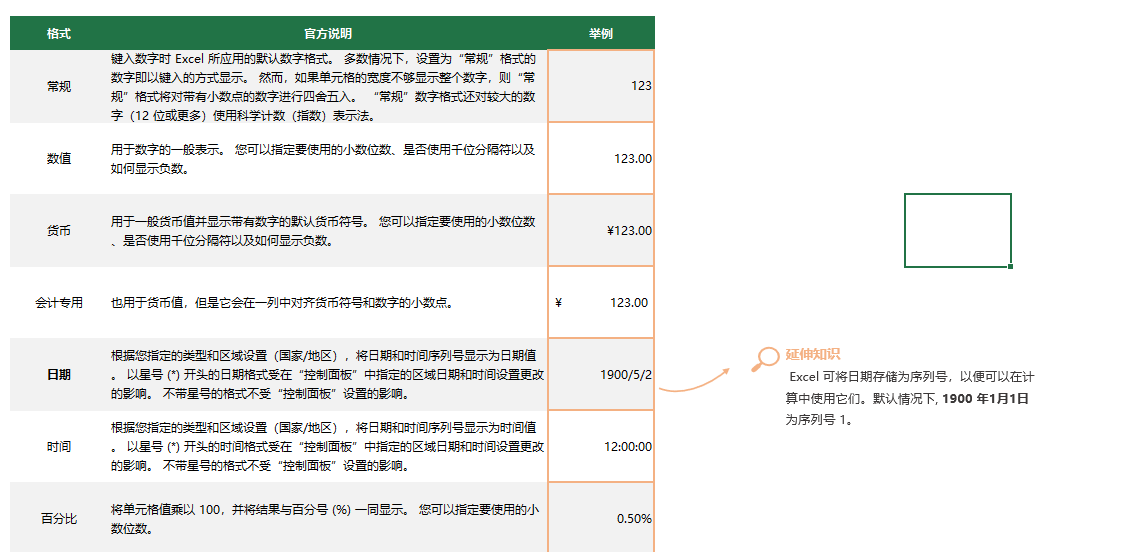 格式 官方说明 举例
键入数字时 Excel 所应用的默认数字格式。 多数情况下，设置为“常规”格式的
数字即以键入的方式显示。 然而，如果单元格的宽度不够显示整个数字，则“常
规”格式将对带有小数点的数字进行四舍五入。 “常规”数字格式还对较大的数
字（12 位或更多）使用科学计数（指数）表示法。
常规
123
数值
用于数字的一般表示。 您可以指定要使用的小数位数、是否使用千位分隔符以及
如何显示负数。
123.00
货币
用于一般货币值并显示带有数字的默认货币符号。 您可以指定要使用的小数位数
、是否使用千位分隔符以及如何显示负数。
¥123.00
会计专用 也用于货币值，但是它会在一列中对齐货币符号和数字的小数点。 ¥ 123.00
日期
根据您指定的类型和区域设置（国家/地区），将日期和时间序列号显示为日期值
。 以星号 (*) 开头的日期格式受在“控制面板”中指定的区域日期和时间设置更改
的影响。 不带星号的格式不受“控制面板”设置的影响。
1900/5/2
延伸知识
Excel 可将日期存储为序列号，以便可以在计
算中使用它们。默认情况下, 1900 年1月1日
为序列号 1。
时间
根据您指定的类型和区域设置（国家/地区），将日期和时间序列号显示为时间值
。 以星号 (*) 开头的时间格式受在“控制面板”中指定的区域日期和时间设置更改
的影响。 不带星号的格式不受“控制面板”设置的影响。
12:00:00
百分比
将单元格值乘以 100，并将结果与百分号 (%) 一同显示。 您可以指定要使用的小
数位数。
0.50%